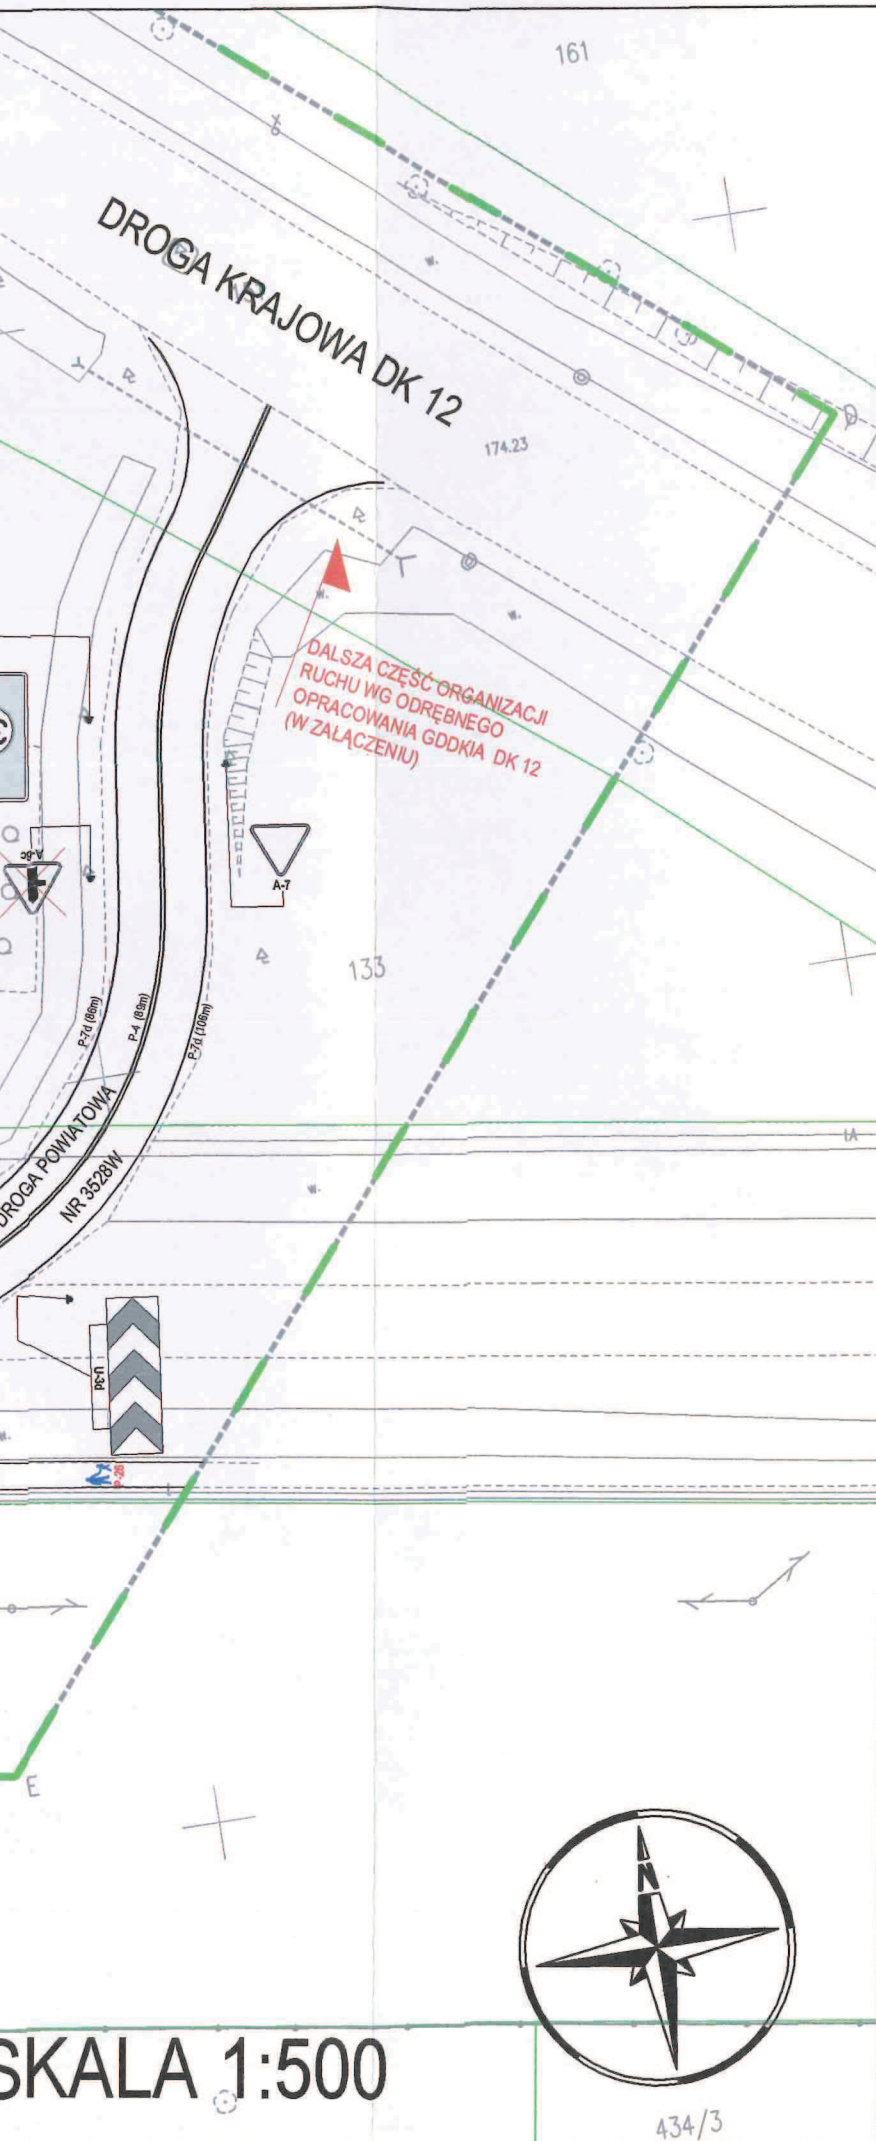 161
DROGA KRAJOWA DK 12
174.23
DALSZA CZĘŚĆ ORGANIZACJI
RUCHU WG ODRĘBNEGO
OPRACOWANIA GDDKIA DK 12
(W ZAŁĄCZENIU)
A-6c
A-7
133
P-7d (86m)
P-4 (89m)
P-7d (106m)
DROGA POWIATOWA
NR 3528W
U-3d
P-26
E
N
SKALA 1:500
434/3